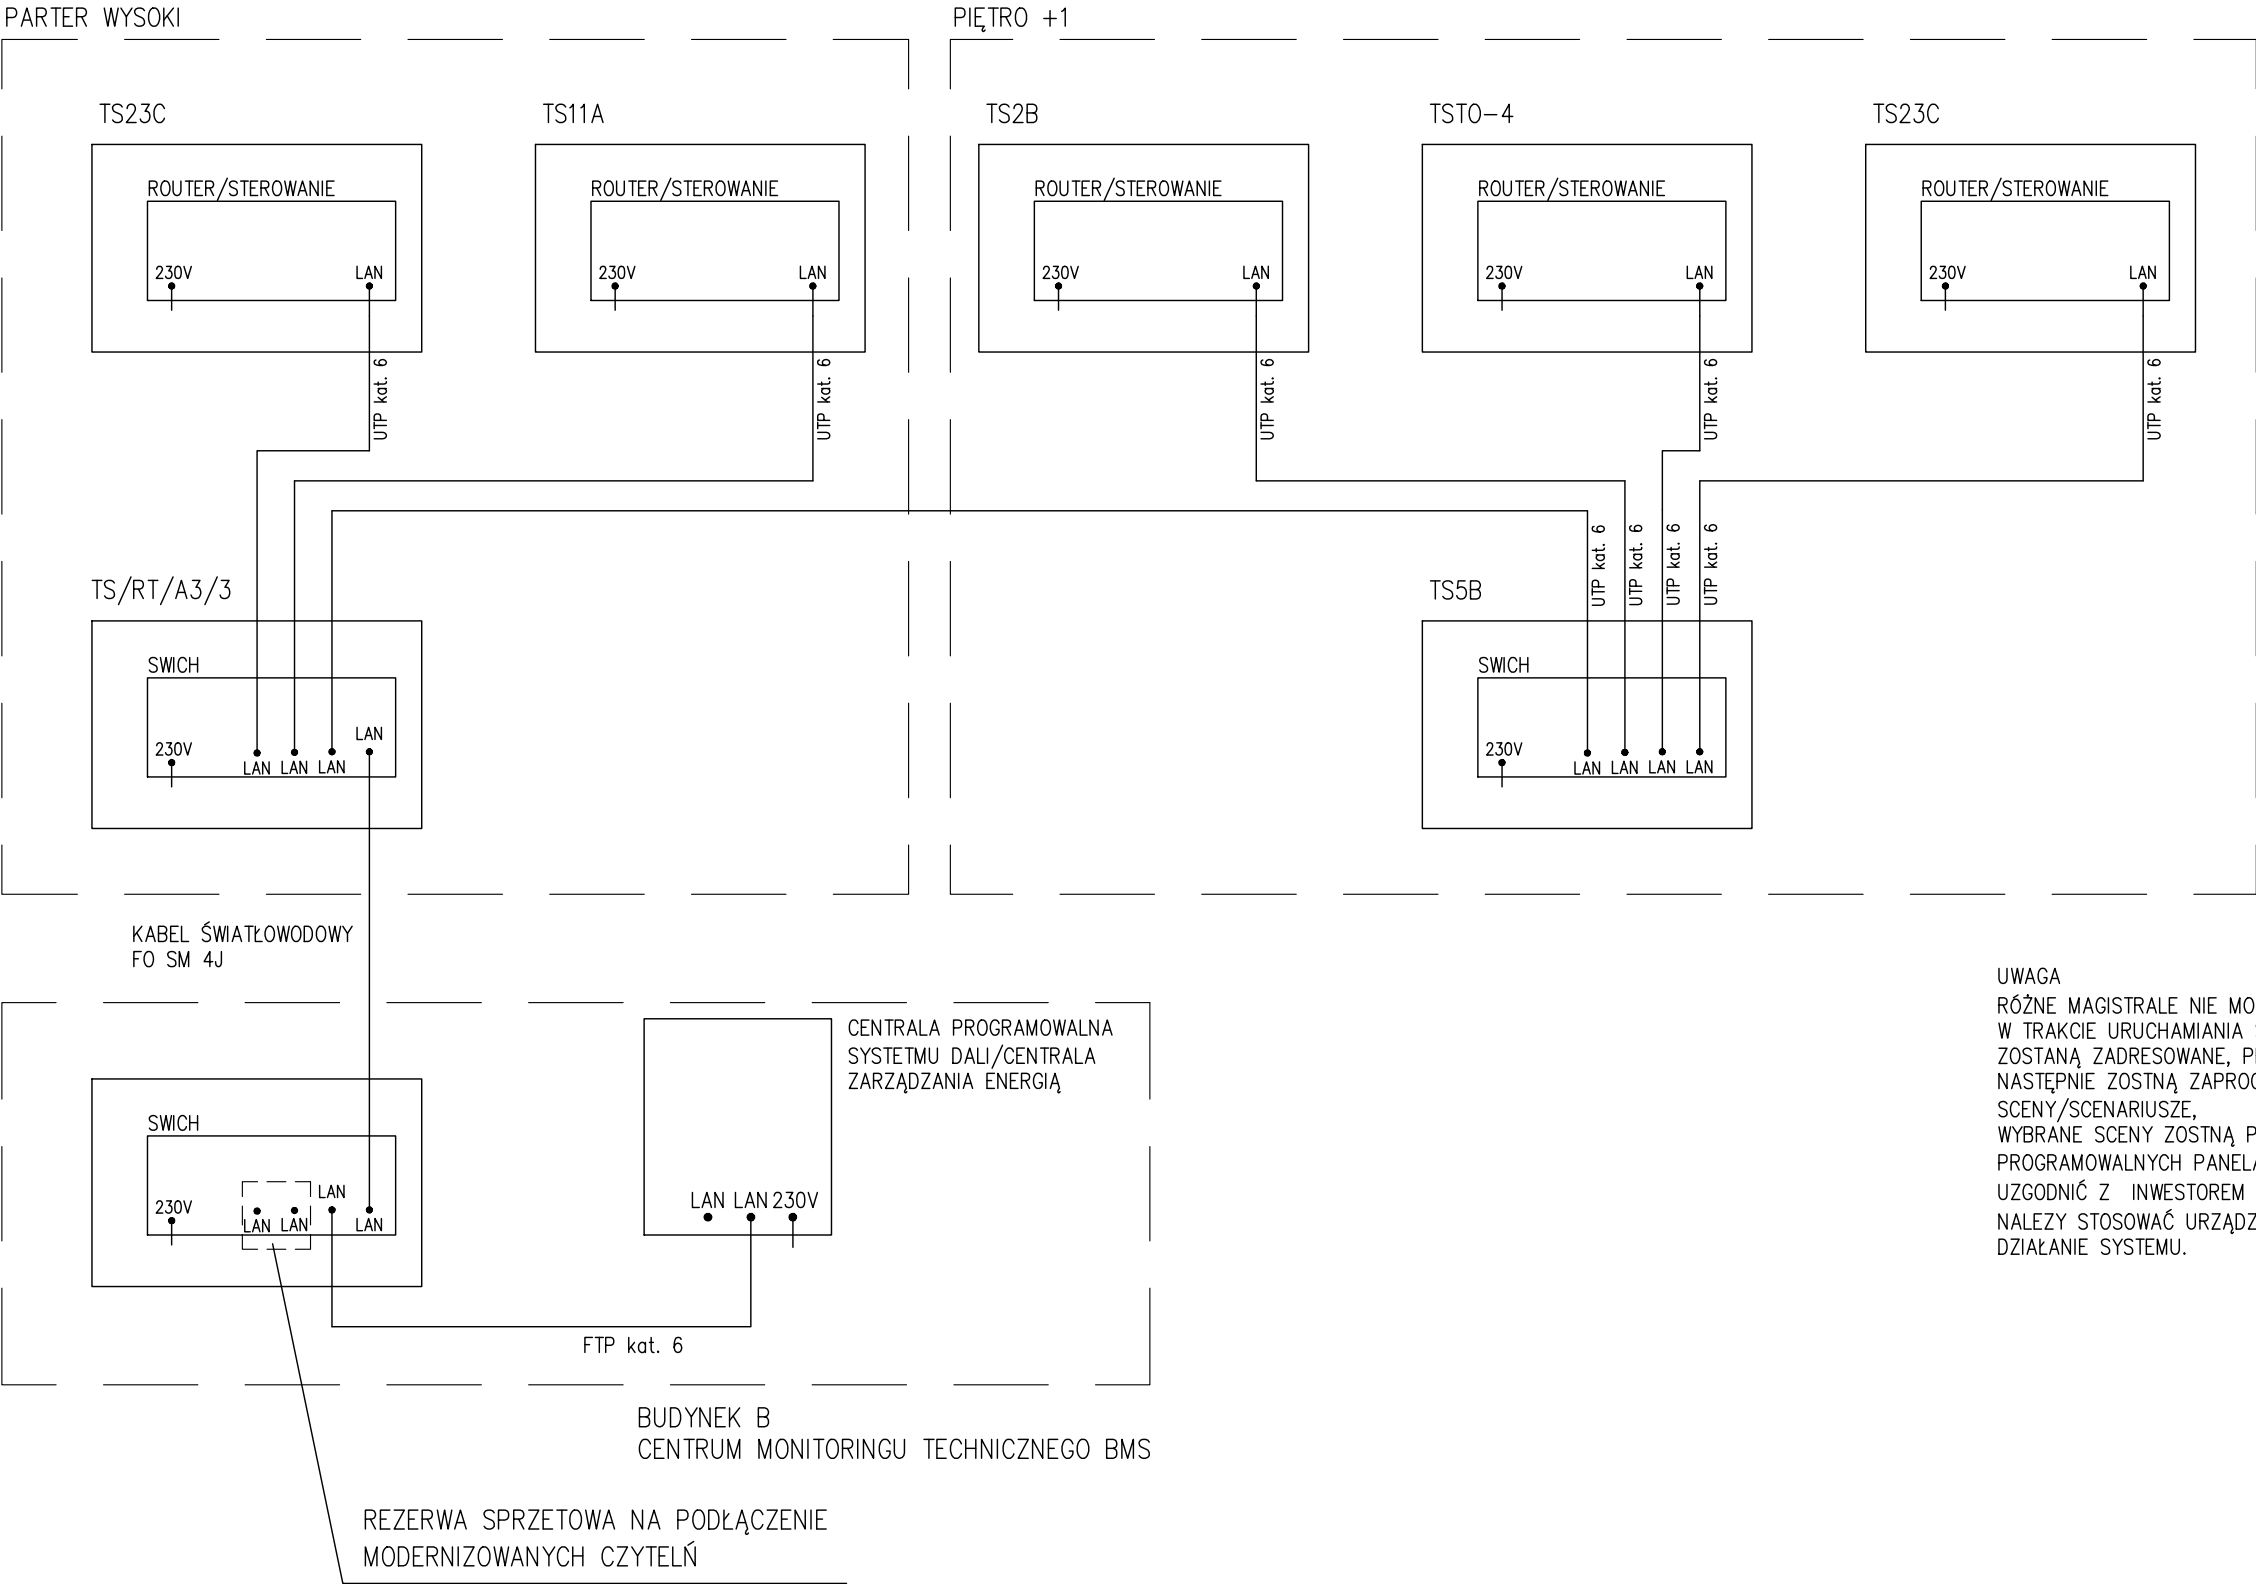 PARTER WYSOKI
PIĘTRO +1
TS23C
TS11A
TS2B
TSTO-4
TS23C
ROUTER/STEROWANIE
ROUTER/STEROWANIE
ROUTER/STEROWANIE
ROUTER/STEROWANIE
ROUTER/STEROWANIE
230V LAN
230V LAN
230V LAN
230V LAN
230V LAN
UTP kat. 6
UTP kat. 6
UTP kat. 6
UTP kat. 6
UTP kat. 6
UTP kat. 6
UTP kat. 6
UTP kat. 6
UTP kat. 6
TS/RT/A3/3
SWICH
LAN
230V
LAN LAN LAN
TS5B
SWICH
230V
LAN LAN LAN LAN
KABEL ŚWIATŁOWODOWY
FO SM 4J
SWICH
LAN
230V
LAN LAN LAN
CENTRALA PROGRAMOWALNA
SYSTETMU DALI/CENTRALA
ZARZĄDZANIA ENERGIĄ
LAN LAN 230V
FTP kat. 6
BUDYNEK B
CENTRUM MONITORINGU TECHNICZNEGO BMS
REZERWA SPRZETOWA NA PODŁĄCZENIE
MODERNIZOWANYCH CZYTELŃ
UWAGA
RÓŻNE MAGISTRALE NIE MO
W TRAKCIE URUCHAMIANIA
ZOSTANĄ ZADRESOWANE,
NASTĘPNIE ZOSTNĄ ZAPROG
SCENY/SCENARIUSZE,
WYBRANE SCENY ZOSTNĄ P
PROGRAMOWALNYCH PANELA
UZGODNIĆ Z INWESTOREM
NALEZY STOSOWAĆ URZĄDZ
DZIAŁANIE SYSTEMU.